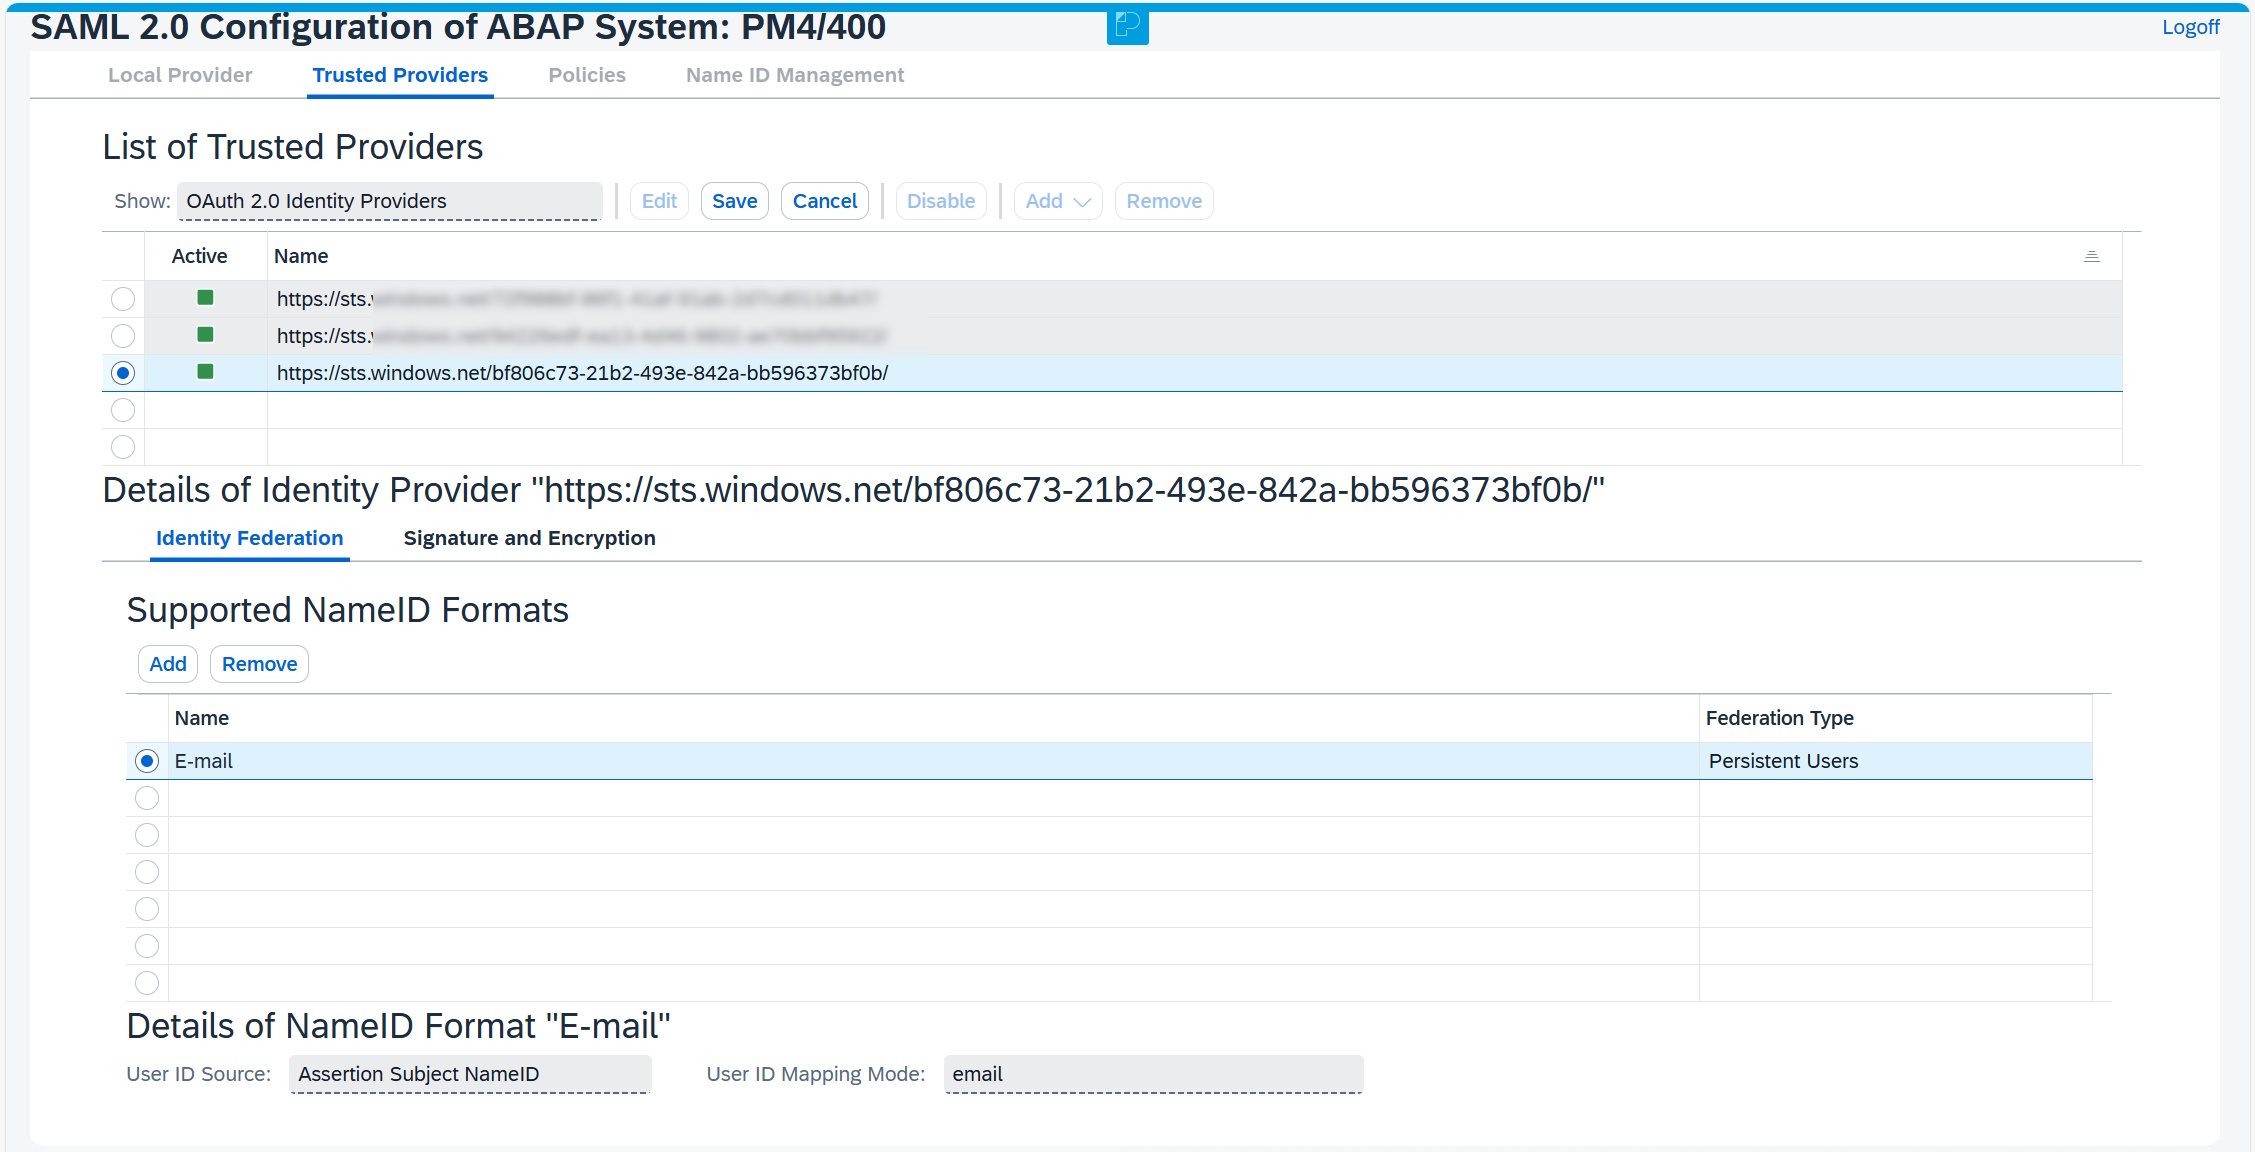 SAML 2.0 Configuration of ABAP System: PM4/400
Logoff
Local Provider Trusted Providers Policies Name ID Management
List of Trusted Providers
Show: OAuth 2.0 Identity Providers Edit Save Cancel Disable Add Remove
Active Name
https://sts.
https://sts.
https://sts.windows.net/bf806c73-21b2-493e-842a-bb596373bf0b/
Details of Identity Provider "https://sts.windows.net/bf806c73-21b2-493e-842a-bb596373bf0b/"
Identity Federation Signature and Encryption
Supported NameID Formats
Add Remove
Name Federation Type
E-mail Persistent Users
Details of NameID Format "E-mail"
User ID Source: Assertion Subject NameID User ID Mapping Mode: email